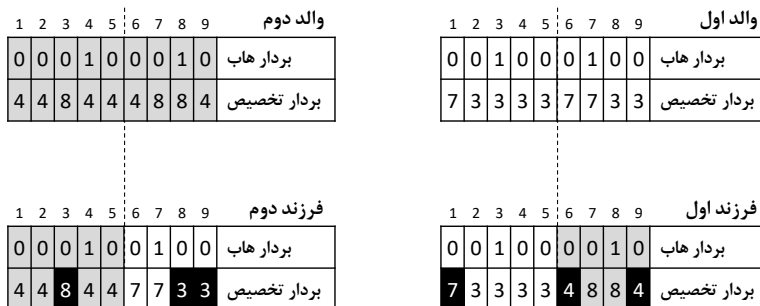 والد اول
1 2 3 4 5 6 7 8 9
بردار هاب 0 0 1 0 0 0 1 0 0
بردار تخصیص 7 3 3 3 3 7 7 3 3
والد دوم
1 2 3 4 5 6 7 8 9
بردار هاب 0 0 0 1 0 0 0 1 0
بردار تخصیص 4 4 8 4 4 4 8 8 4
فرزند اول
1 2 3 4 5 6 7 8 9
بردار هاب 0 0 1 0 0 0 0 1 0
بردار تخصیص 7 3 3 3 3 4 8 8 4
فرزند دوم
1 2 3 4 5 6 7 8 9
بردار هاب 0 0 0 1 0 0 1 0 0
بردار تخصیص 4 4 8 4 4 7 7 3 3